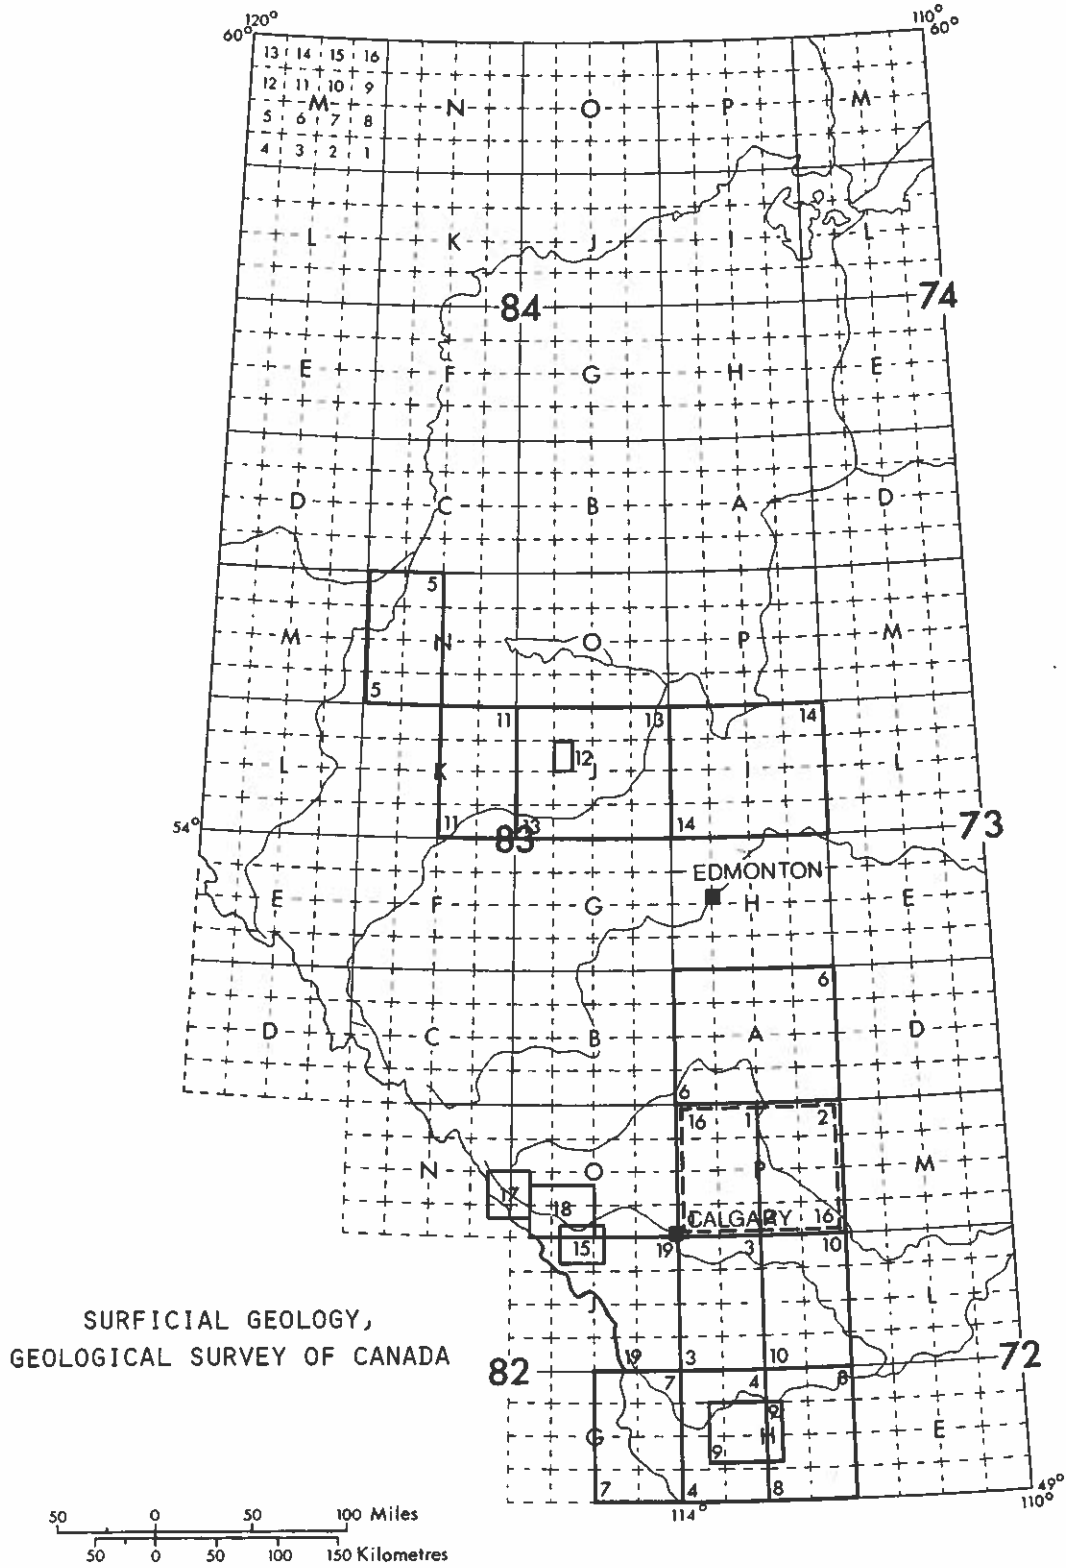 120° 110°
60° 60°
13 14 15 16
12 11 10 9
M N O P M
5 6 7 8
4 3 2 1
L K J I L
84 74
E F G H E
D C B A D
5
M N O P M
5
11 13 14
12
L K J I L
54° 11 13 14 73
83
EDMONTON
E F G H E
6
D C B A D
6
16 1 2
N O P M
17
18 CALGARY 16
15 19 3 10
J L
SURFICIAL GEOLOGY,
GEOLOGICAL SURVEY OF CANADA
82 19 3 10 72
7 4 8
9
G H E
9
7 4 8 49°
114° 110°
50 0 50 100 Miles
50 0 50 100 150 Kilometres